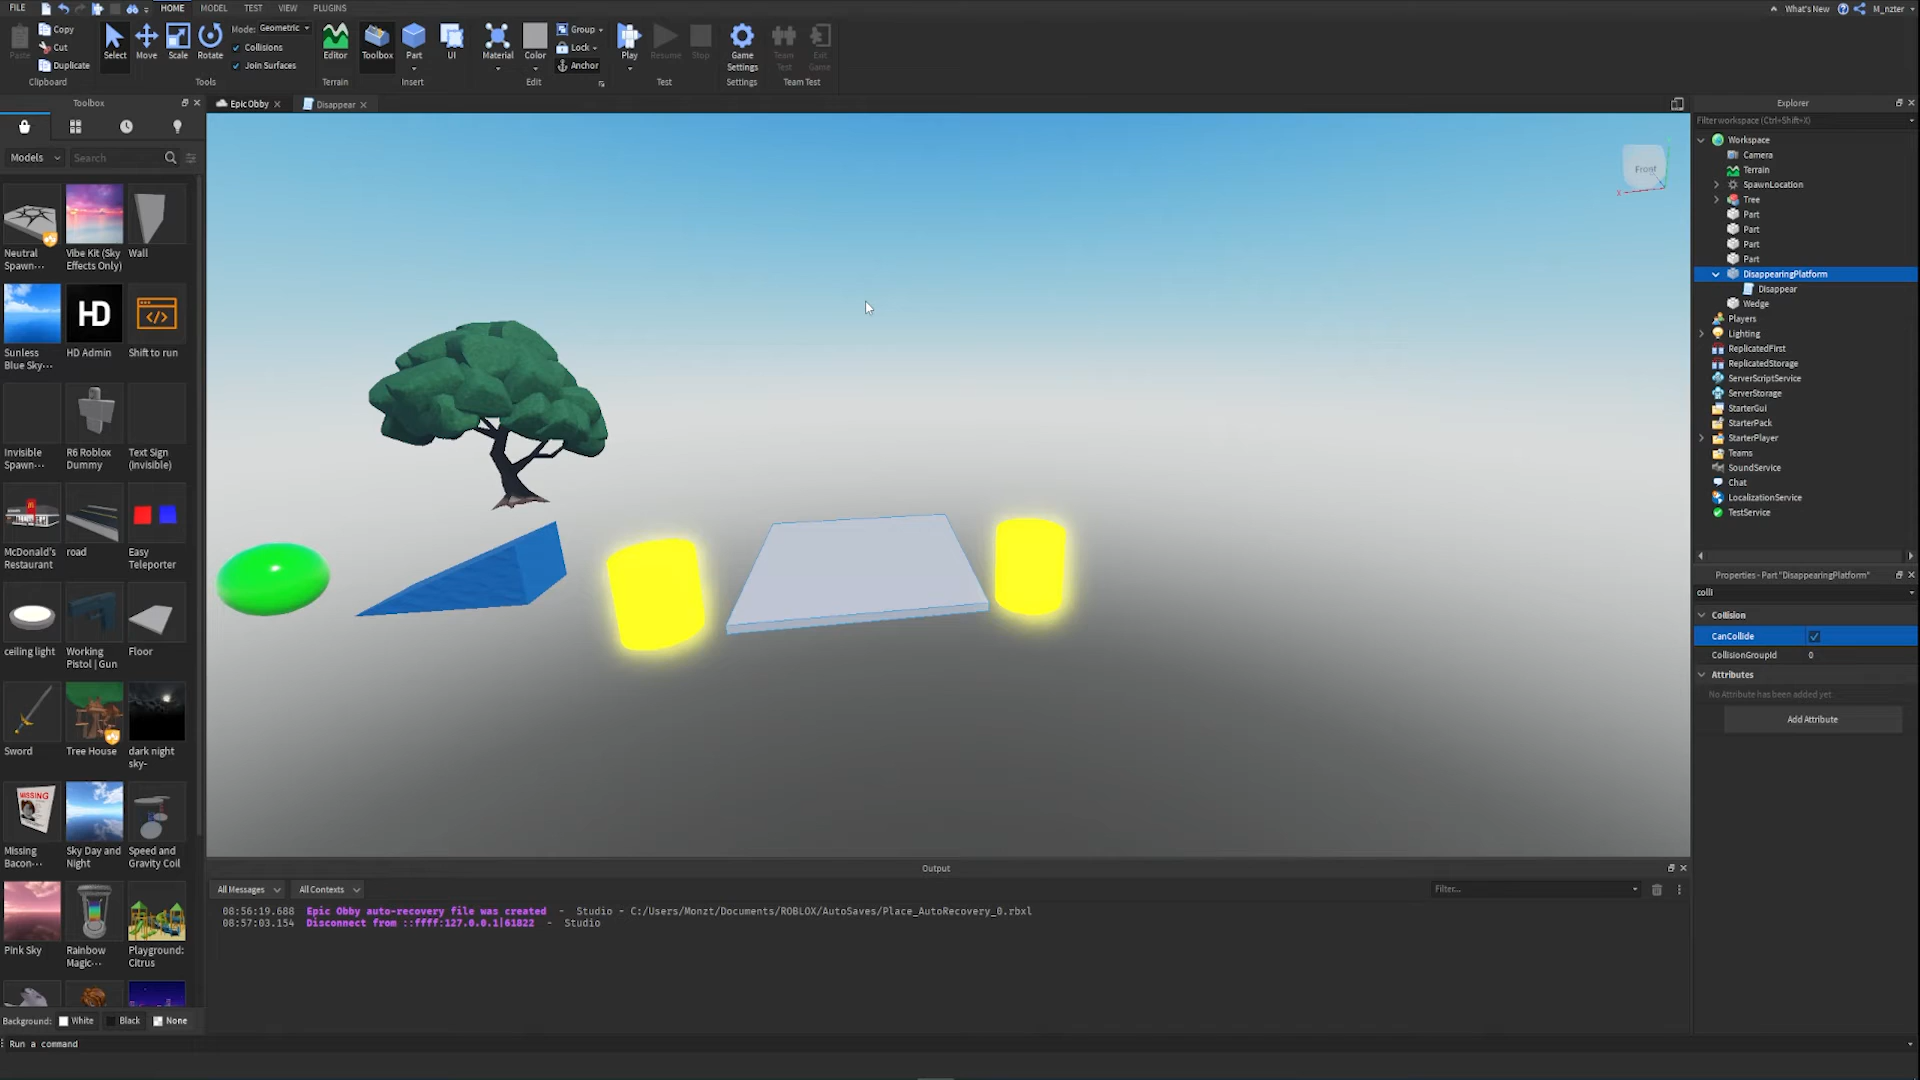 FILE HOME MODEL TEST VIEW PLUGINS What's New M_nzter
Copy Mode: Geometric Group
Cut Collisions Lock
Paste Duplicate Select Move Scale Rotate Join Surfaces Editor Toolbox Part UI Material Color Anchor Play Resume Stop Game Settings Team Test Exit Game
Clipboard Tools Terrain Insert Edit Test Settings Team Test
Toolbox
Epic Obby
Disappear
Models Search
Neutral Spawn···
Vibe Kit (Sky Effects Only)
Wall
Sunless Blue Sky···
HD
HD Admin
Shift to run
Invisible Spawn···
R6 Roblox Dummy
Text Sign (Invisible)
McDonald's Restaurant
road
Easy Teleporter
ceiling light
Working Pistol | Gun
Floor
Sword
Tree House
dark night sky-
MISSING
Missing Bacon···
Sky Day and Night
Speed and Gravity Coil
Pink Sky
Rainbow Magic···
Playground: Citrus
Background: White Black None
Run a command
Front
X
Output
All Messages All Contexts Filter...
08:56:19.688 Epic Obby auto-recovery file was created - Studio - C:/Users/Monzt/Documents/ROBLOX/AutoSaves/Place_AutoRecovery_0.rbxl
08:57:03.154 Disconnect from ::ffff:127.0.0.1|61822 - Studio
Explorer
Filter workspace (Ctrl+Shift+X)
Workspace
Camera
Terrain
SpawnLocation
Tree
Part
Part
Part
Part
DisappearingPlatform
Disappear
Wedge
Players
Lighting
ReplicatedFirst
ReplicatedStorage
ServerScriptService
ServerStorage
StarterGui
StarterPack
StarterPlayer
Teams
SoundService
Chat
LocalizationService
TestService
Properties - Part "DisappearingPlatform"
colli
Collision
CanCollide
CollisionGroupId 0
Attributes
No Attribute has been added yet.
Add Attribute